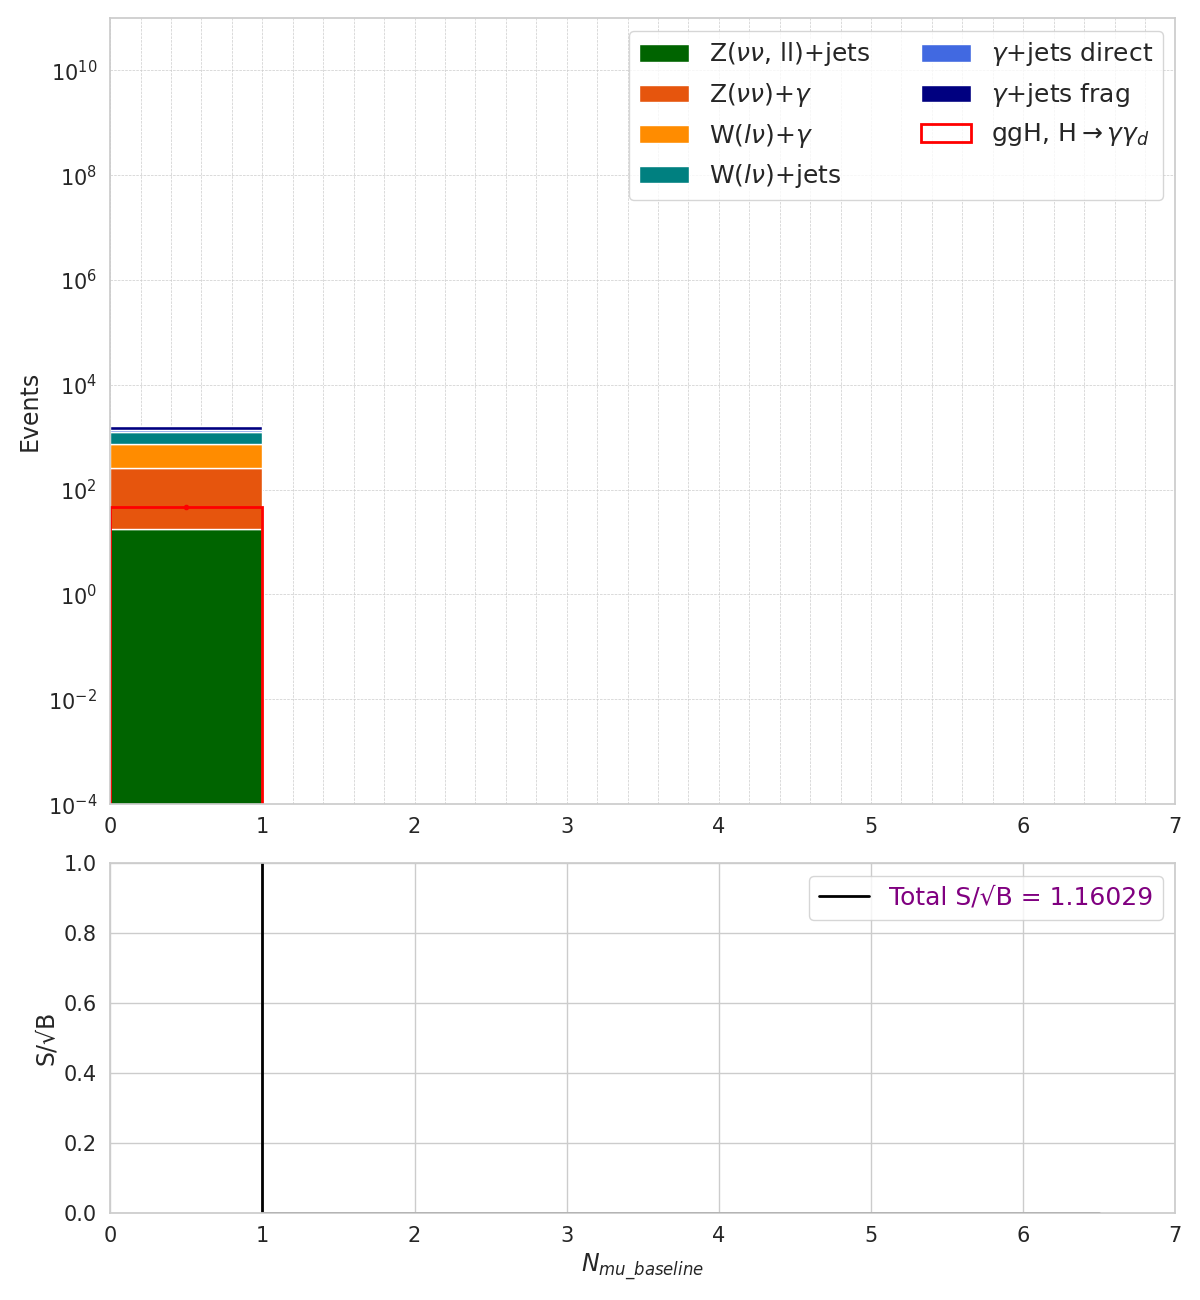 Z(νν, ll)+jets
Z(νν)+γ
W(lν)+γ
W(lν)+jets
γ+jets direct
γ+jets frag
ggH, H→γγ_d
Events
10^10
10^8
10^6
10^4
10^2
10^0
10^−2
10^−4
0 1 2 3 4 5 6 7
Total S/√B = 1.16029
S/√B
1.0
0.8
0.6
0.4
0.2
0.0
0 1 2 3 4 5 6 7
N_mu_baseline